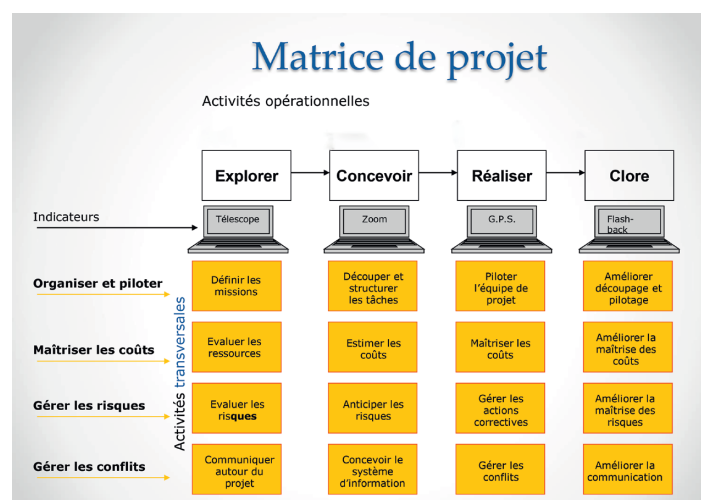 Matrice de projet
Activités opérationnelles
Explorer
Concevoir
Réaliser
Clore
Indicateurs
Télescope
Zoom
G.P.S.
Flash-
back
Activités transversales
Organiser et piloter
Définir les
missions
Découper et
structurer
les tâches
Piloter
l'équipe de
projet
Améliorer
découpage et
pilotage
Maîtriser les coûts
Evaluer les
ressources
Estimer les
coûts
Maîtriser les
coûts
Améliorer la
maîtrise des
coûts
Gérer les risques
Evaluer les
risques
Anticiper les
risques
Gérer les
actions
correctives
Améliorer la
maîtrise des
risques
Gérer les conflits
Communiquer
autour du
projet
Concevoir le
système
d'information
Gérer les
conflits
Améliorer la
communication